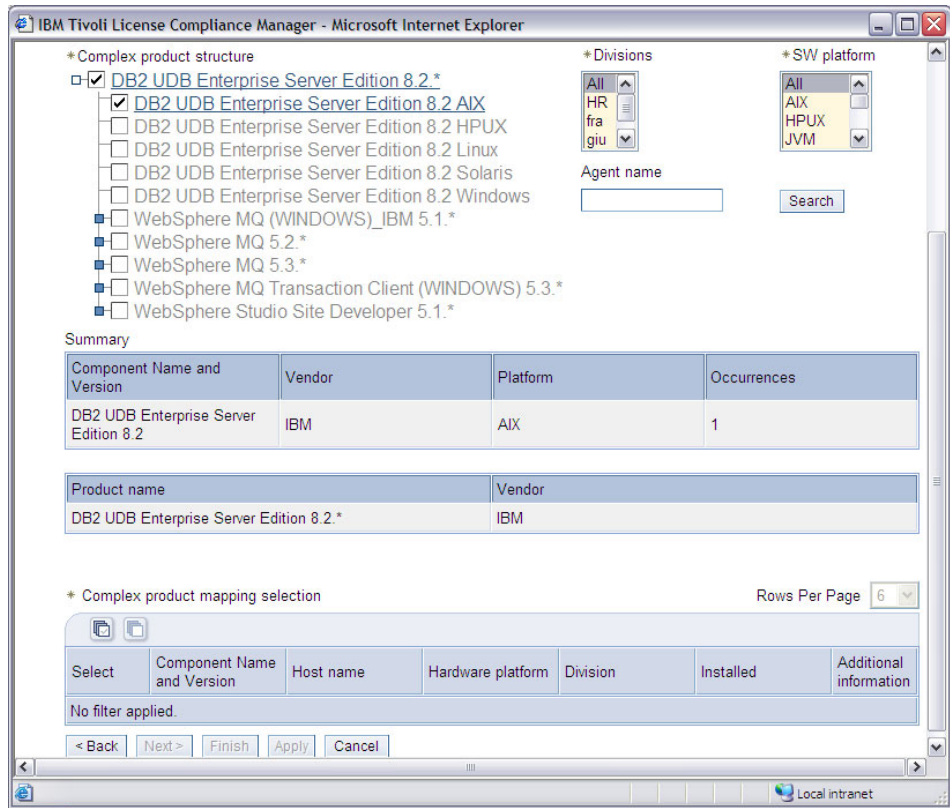 IBM Tivoli License Compliance Manager - Microsoft Internet Explorer
*Complex product structure
*Divisions
*SW platform
DB2 UDB Enterprise Server Edition 8.2.*
DB2 UDB Enterprise Server Edition 8.2 AIX
DB2 UDB Enterprise Server Edition 8.2 HPUX
DB2 UDB Enterprise Server Edition 8.2 Linux
DB2 UDB Enterprise Server Edition 8.2 Solaris
DB2 UDB Enterprise Server Edition 8.2 Windows
WebSphere MQ (WINDOWS)_IBM 5.1.*
WebSphere MQ 5.2.*
WebSphere MQ 5.3.*
WebSphere MQ Transaction Client (WINDOWS) 5.3.*
WebSphere Studio Site Developer 5.1.*
All
HR
fra
giu
All
AIX
HPUX
JVM
Agent name
Search
Summary
Component Name and Version Vendor Platform Occurrences
DB2 UDB Enterprise Server Edition 8.2 IBM AIX 1
Product name Vendor
DB2 UDB Enterprise Server Edition 8.2.* IBM
* Complex product mapping selection
Rows Per Page 6
Select Component Name and Version Host name Hardware platform Division Installed Additional information
No filter applied.
< Back Next > Finish Apply Cancel
Local intranet